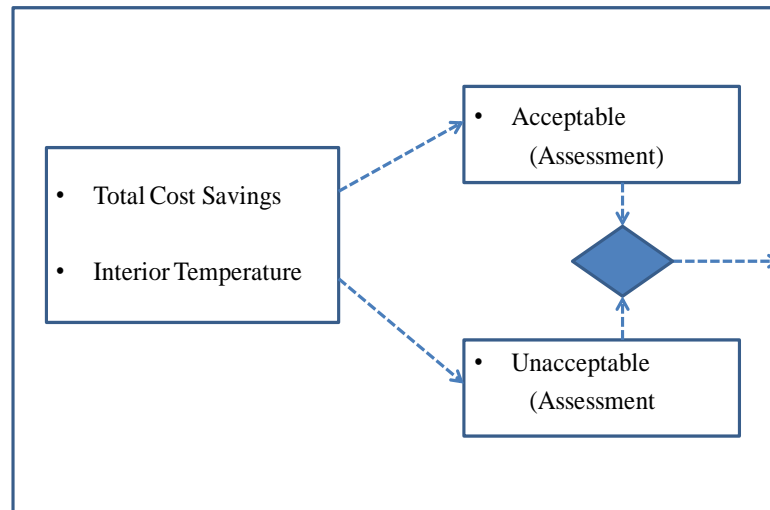 • Acceptable
(Assessment)
• Total Cost Savings
• Interior Temperature
• Unacceptable
(Assessment